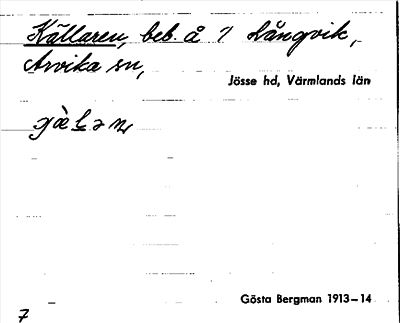 Källaren, beb. å 1/ Långvik,
Arvika sn,
Jösse hd, Värmlands län
Gösta Bergman 1913–14
7